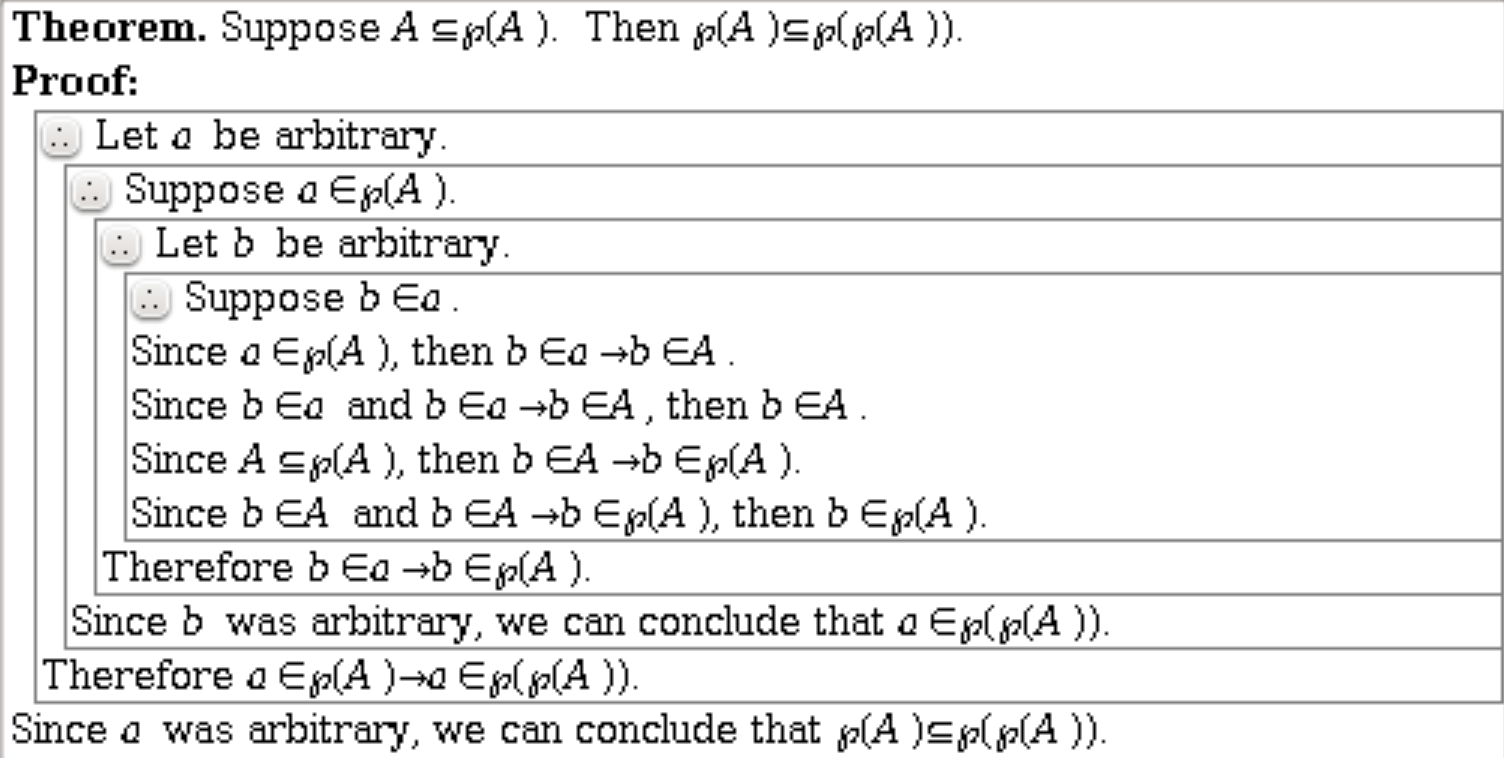 Theorem. Suppose A ⊆℘(A ). Then ℘(A )⊆℘(℘(A )).
Proof:
∴ Let a be arbitrary.
∴ Suppose a ∈℘(A ).
∴ Let b be arbitrary.
∴ Suppose b ∈a .
Since a ∈℘(A ), then b ∈a →b ∈A .
Since b ∈a and b ∈a →b ∈A , then b ∈A .
Since A ⊆℘(A ), then b ∈A →b ∈℘(A ).
Since b ∈A and b ∈A →b ∈℘(A ), then b ∈℘(A ).
Therefore b ∈a →b ∈℘(A ).
Since b was arbitrary, we can conclude that a ∈℘(℘(A )).
Therefore a ∈℘(A )→a ∈℘(℘(A )).
Since a was arbitrary, we can conclude that ℘(A )⊆℘(℘(A )).